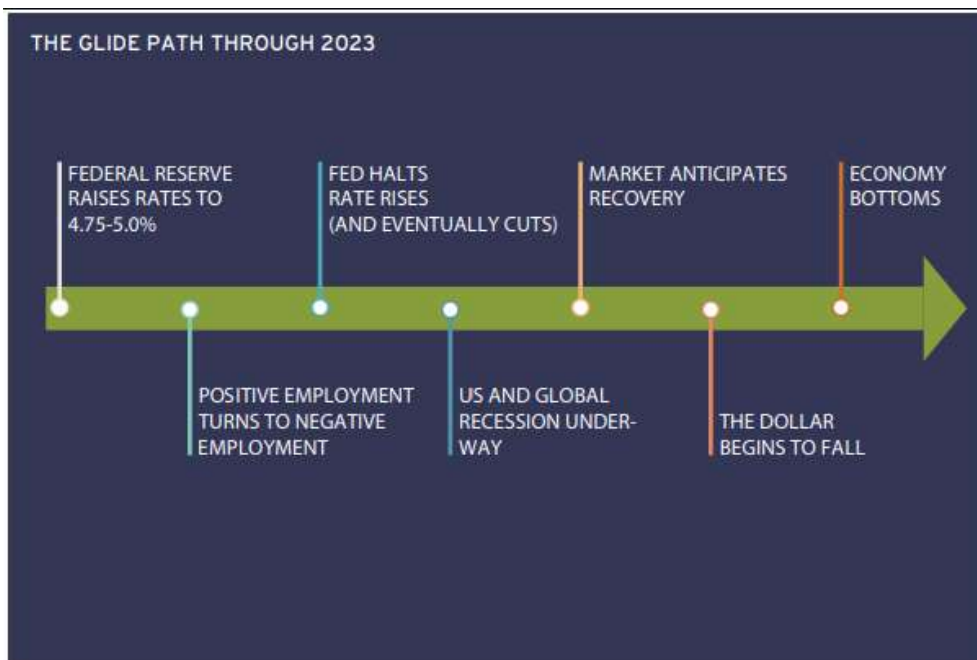 THE GLIDE PATH THROUGH 2023
FEDERAL RESERVE
RAISES RATES TO
4.75-5.0%
POSITIVE EMPLOYMENT
TURNS TO NEGATIVE
EMPLOYMENT
FED HALTS
RATE RISES
(AND EVENTUALLY CUTS)
US AND GLOBAL
RECESSION UNDER-
WAY
MARKET ANTICIPATES
RECOVERY
THE DOLLAR
BEGINS TO FALL
ECONOMY
BOTTOMS